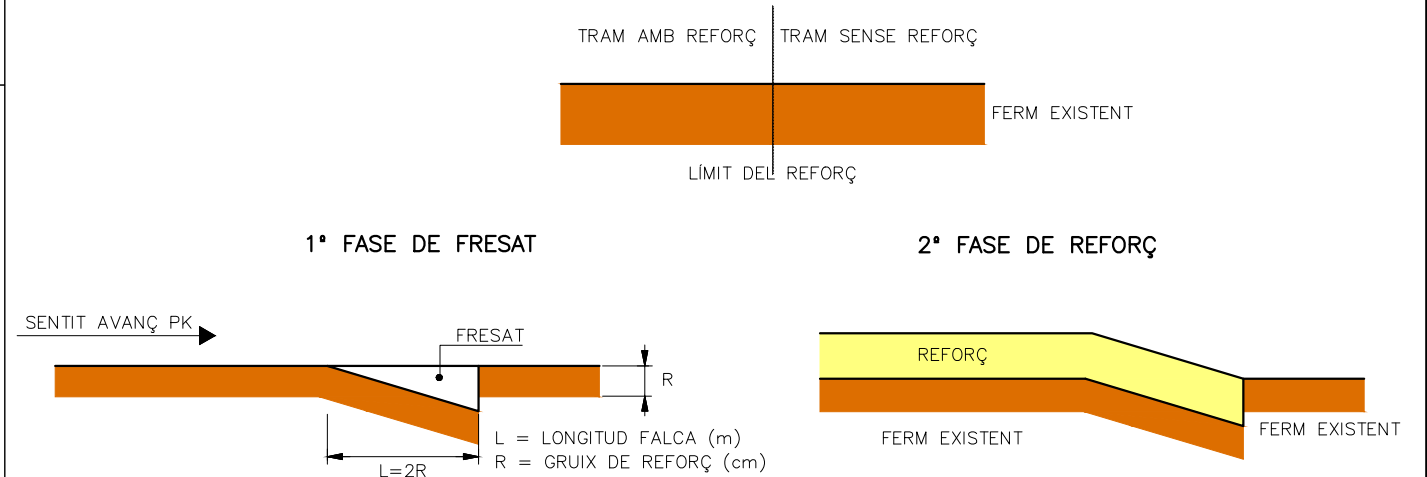 TRAM AMB REFORÇ TRAM SENSE REFORÇ
FERM EXISTENT
LÍMIT DEL REFORÇ
1ª FASE DE FRESAT
2ª FASE DE REFORÇ
SENTIT AVANÇ PK
FRESAT
R
L=2R
L = LONGITUD FALCA (m)
R = GRUIX DE REFORÇ (cm)
REFORÇ
FERM EXISTENT
FERM EXISTENT